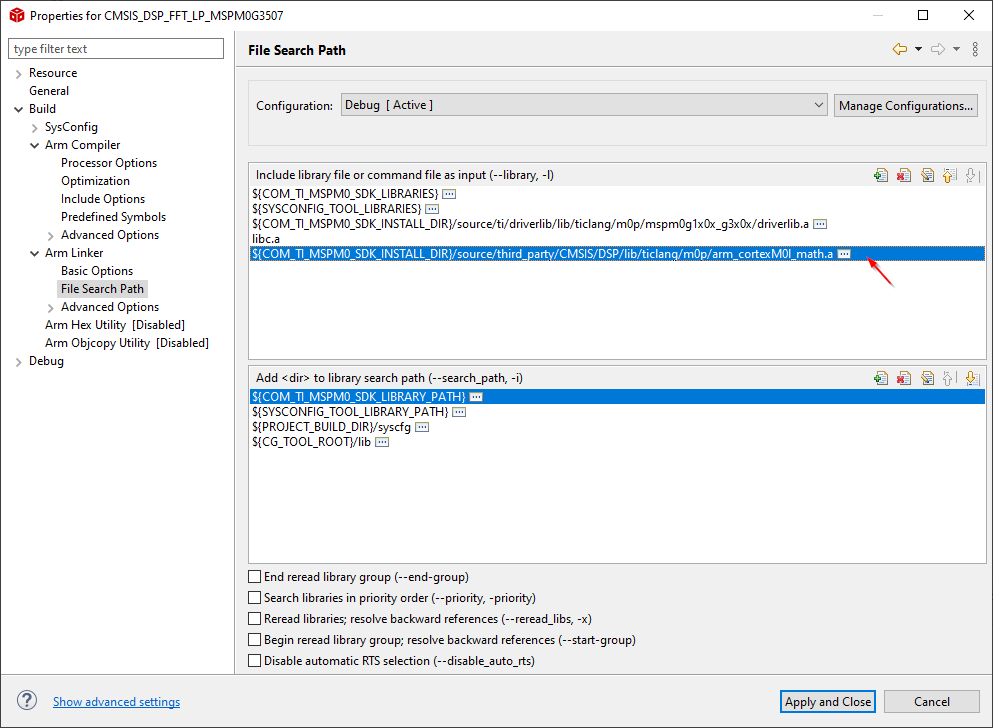 Properties for CMSIS_DSP_FFT_LP_MSPM0G3507
type filter text
Resource
General
Build
SysConfig
Arm Compiler
Processor Options
Optimization
Include Options
Predefined Symbols
Advanced Options
Arm Linker
Basic Options
File Search Path
Advanced Options
Arm Hex Utility [Disabled]
Arm Objcopy Utility [Disabled]
Debug
File Search Path
Configuration: Debug [ Active ] Manage Configurations...
Include library file or command file as input (--library, -l)
${COM_TI_MSPM0_SDK_LIBRARIES}
${SYSCONFIG_TOOL_LIBRARIES}
${COM_TI_MSPM0_SDK_INSTALL_DIR}/source/ti/driverlib/lib/ticlang/m0p/mspm0g1x0x_g3x0x/driverlib.a
libc.a
${COM_TI_MSPM0_SDK_INSTALL_DIR}/source/third_party/CMSIS/DSP/lib/ticlang/m0p/arm_cortexM0l_math.a
Add <dir> to library search path (--search_path, -i)
${COM_TI_MSPM0_SDK_LIBRARY_PATH}
${SYSCONFIG_TOOL_LIBRARY_PATH}
${PROJECT_BUILD_DIR}/syscfg
${CG_TOOL_ROOT}/lib
End reread library group (--end-group)
Search libraries in priority order (--priority, -priority)
Reread libraries; resolve backward references (--reread_libs, -x)
Begin reread library group; resolve backward references (--start-group)
Disable automatic RTS selection (--disable_auto_rts)
Show advanced settings
Apply and Close
Cancel